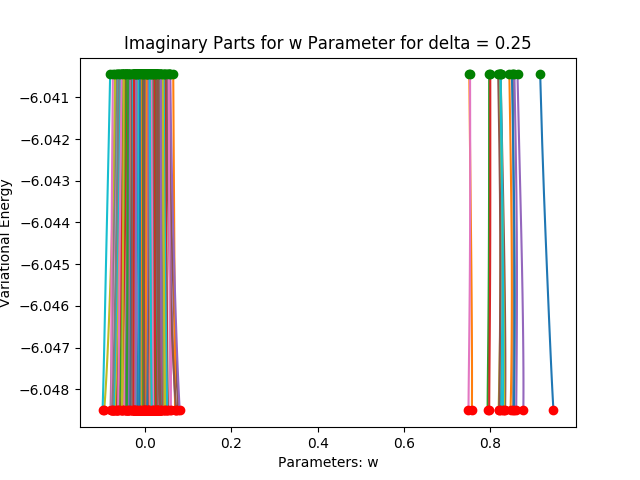 Imaginary Parts for w Parameter for delta = 0.25
Variational Energy
−6.041
−6.042
−6.043
−6.044
−6.045
−6.046
−6.047
−6.048
0.0 0.2 0.4 0.6 0.8
Parameters: w